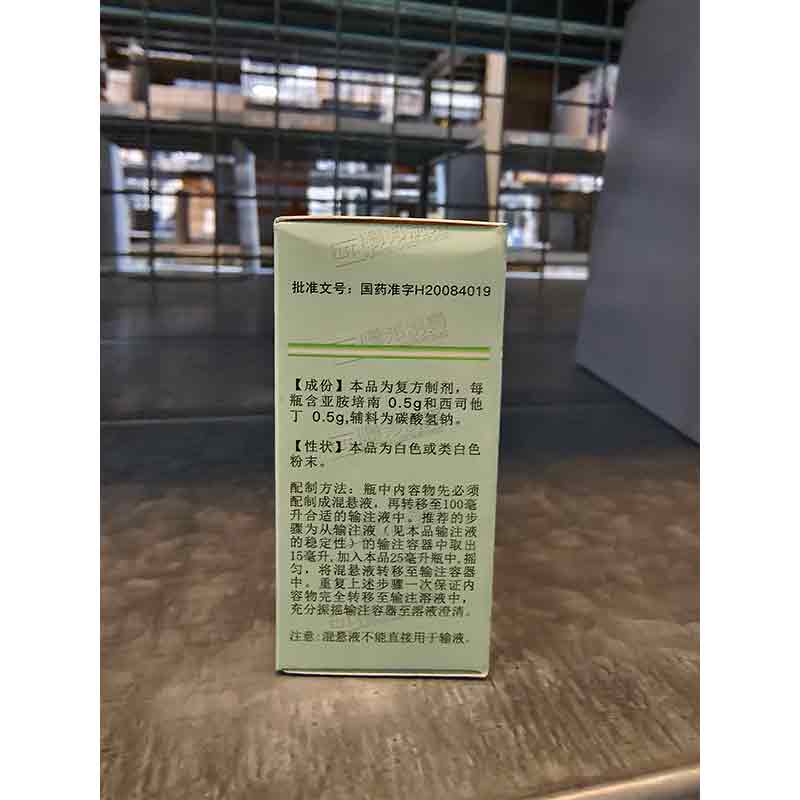 批准文号：国药准字H20084019
【成份】本品为复方制剂，每
瓶含亚胺培南 0.5g和西司他
丁 0.5g,辅料为碳酸氢钠。
【性状】本品为白色或类白色
粉末。
配制方法：瓶中内容物先必须
配制成混悬液，再转移至100毫
升合适的输注液中。推荐的步
骤为从输注液（见本品输注液
的稳定性）的输注容器中取出
15毫升,加入本品25毫升瓶中,摇
匀，将混悬液转移至输注容器
中。重复上述步骤一次保证内
容物完全转移至输注溶液中，
充分振摇输注容器至溶液澄清。
注意:混悬液不能直接用于输液。